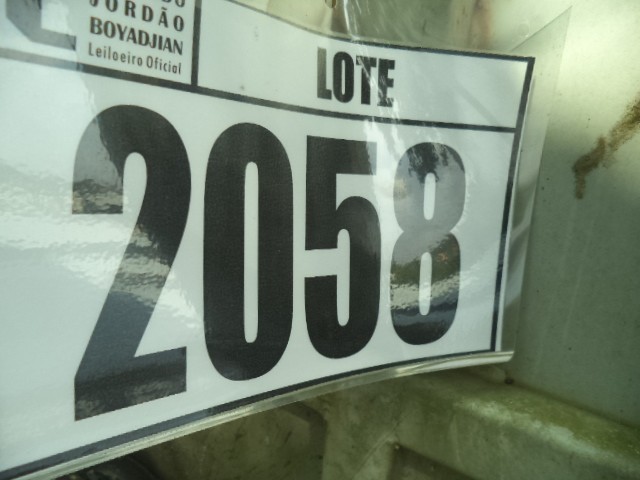 JORDÃO
BOYADJIAN
Leiloeiro Oficial
LOTE
2058